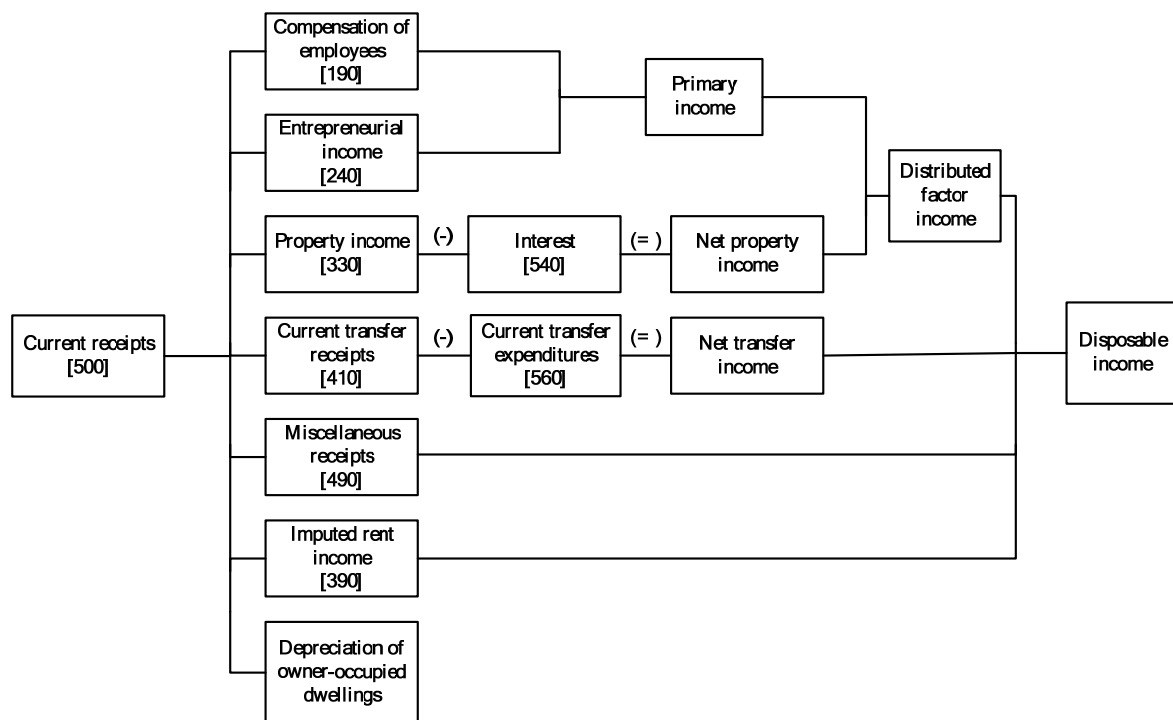 Compensation of
employees
[190]
Primary
income
Entrepreneurial
income
[240]
Distributed
factor
income
Property income
[330]
(-)
Interest
[540]
(= )
Net property
income
Current receipts
[500]
Current transfer
receipts
[410]
(-)
Current transfer
expenditures
[560]
(= )
Net transfer
income
Disposable
income
Miscellaneous
receipts
[490]
Imputed rent
income
[390]
Depreciation of
owner-occupied
dwellings